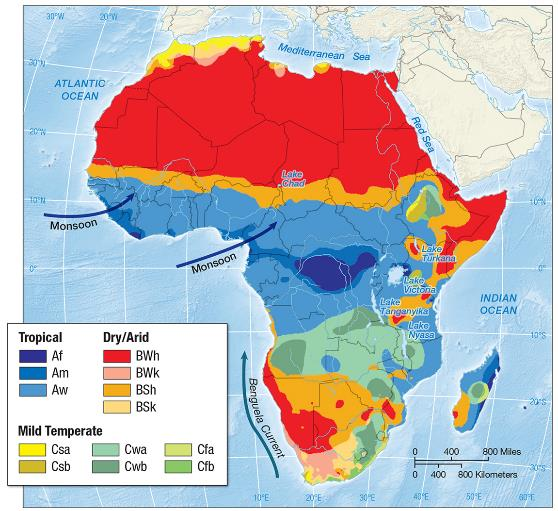 30°W
20°W
Mediterranean Sea
30°N
ATLANTIC
OCEAN
20°N
Red Sea
Lake
Chad
10°N
10°N
Monsoon
Monsoon
Lake
Turkana
0°
0°
Lake
Victoria
INDIAN
OCEAN
Lake
Tanganyika
Lake
Nyasa
10°S
10°S
Tropical
Dry/Arid
Af
BWh
Am
BWk
Aw
BSh
BSk
Benguela Current
20°S
20°S
Mild Temperate
Csa
Cwa
Cfa
Csb
Cwb
Cfb
0 400 800 Miles
0 400 800 Kilometers
30°S
10°E
20°E
30°E
40°E
50°E
60°E